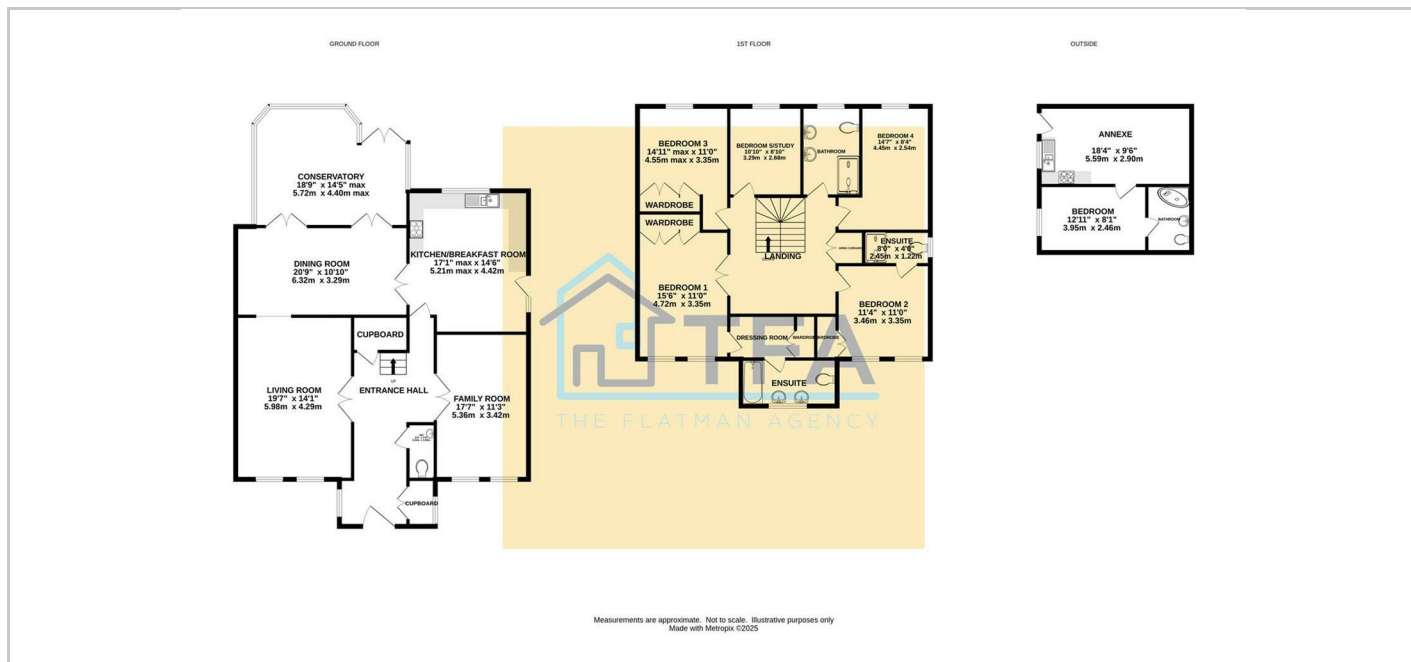 GROUND FLOOR
1ST FLOOR
OUTSIDE
CONSERVATORY
18'9" x 14'5" max
5.72m x 4.40m max
KITCHEN/BREAKFAST ROOM
17'1" max x 14'6"
5.21m max x 4.42m
DINING ROOM
20'9" x 10'10"
6.32m x 3.29m
CUPBOARD
UP
ENTRANCE HALL
LIVING ROOM
19'7" x 14'1"
5.98m x 4.29m
FAMILY ROOM
17'7" x 11'3"
5.36m x 3.42m
CUPBOARD
BEDROOM 3
14'11" max x 11'0"
4.55m max x 3.35m
WARDROBE
WARDROBE
BEDROOM 5/STUDY
10'10" x 8'10"
3.29m x 2.68m
BATHROOM
BEDROOM 4
14'7" x 8'4"
4.45m x 2.54m
LANDING
ENSUITE
8'0" x 4'0"
2.45m x 1.22m
BEDROOM 1
15'6" x 11'0"
4.72m x 3.35m
BEDROOM 2
11'4" x 11'0"
3.46m x 3.35m
DRESSING ROOM
WARDROBE
WARDROBE
ENSUITE
ANNEXE
18'4" x 9'6"
5.59m x 2.90m
BEDROOM
12'11" x 8'1"
3.95m x 2.46m
BATHROOM
TFA
THE FLATMAN AGENCY
Measurements are approximate. Not to scale. Illustrative purposes only
Made with Metropix ©2025